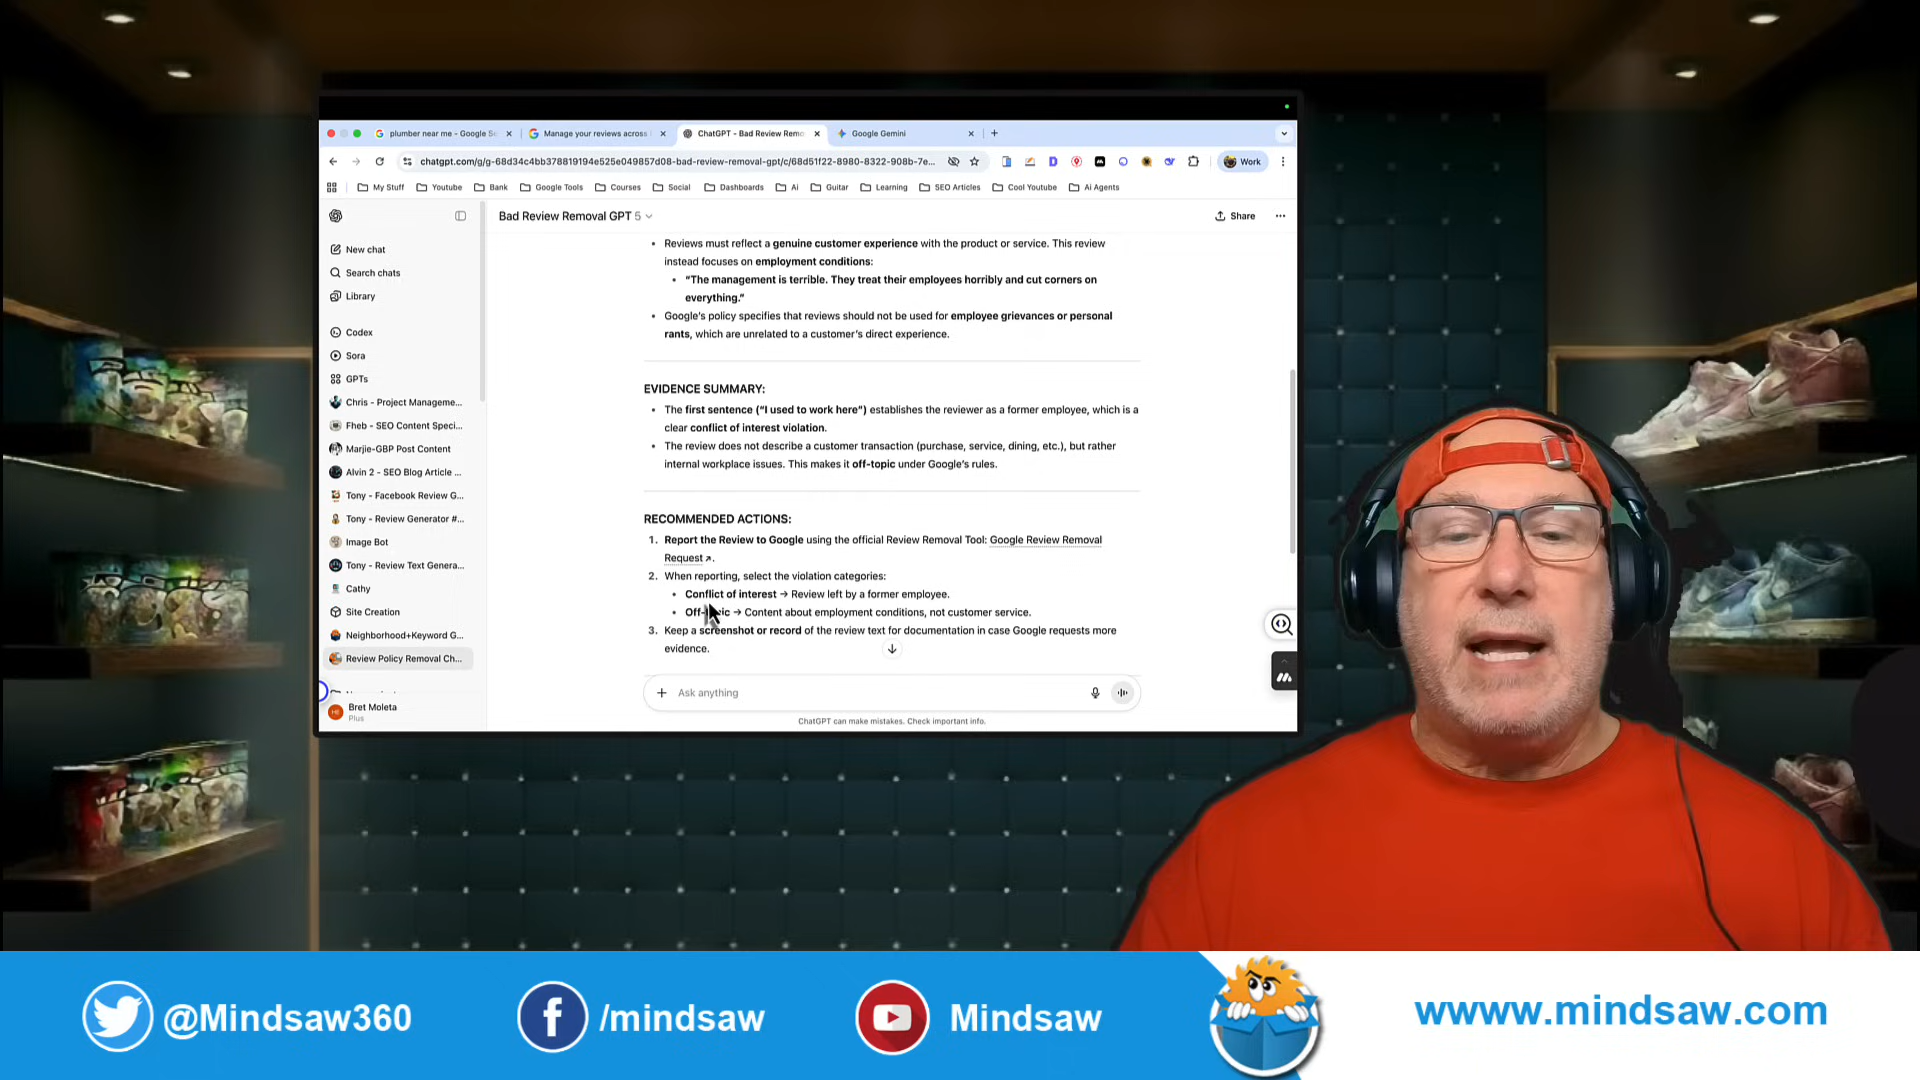 plumber near me - Google Se
Manage your reviews across
ChatGPT - Bad Review Remo
Google Gemini
chatgpt.com/g/g-68d34c4bb378819194e525e049857d08-bad-review-removal-gpt/c/68d51f22-8980-8322-908b-7e...
Work
My Stuff
Youtube
Bank
Google Tools
Courses
Social
Dashboards
Ai
Guitar
Learning
SEO Articles
Cool Youtube
Ai Agents
Bad Review Removal GPT 5
Share
New chat
Search chats
Library
Codex
Sora
GPTs
Chris - Project Manageme...
Fheb - SEO Content Speci...
Marjie-GBP Post Content
Alvin 2 - SEO Blog Article ...
Tony - Facebook Review G...
Tony - Review Generator #...
Image Bot
Tony - Review Text Genera...
Cathy
Site Creation
Neighborhood+Keyword G...
Review Policy Removal Ch...
Bret Moleta
Plus
Reviews must reflect a genuine customer experience with the product or service. This review
instead focuses on employment conditions:
"The management is terrible. They treat their employees horribly and cut corners on
everything."
Google's policy specifies that reviews should not be used for employee grievances or personal
rants, which are unrelated to a customer's direct experience.
EVIDENCE SUMMARY:
The first sentence ("I used to work here") establishes the reviewer as a former employee, which is a
clear conflict of interest violation.
The review does not describe a customer transaction (purchase, service, dining, etc.), but rather
internal workplace issues. This makes it off-topic under Google's rules.
RECOMMENDED ACTIONS:
1. Report the Review to Google using the official Review Removal Tool: Google Review Removal
Request ↗.
2. When reporting, select the violation categories:
Conflict of interest → Review left by a former employee.
Off-topic → Content about employment conditions, not customer service.
3. Keep a screenshot or record of the review text for documentation in case Google requests more
evidence.
Ask anything
ChatGPT can make mistakes. Check important info.
@Mindsaw360
/mindsaw
Mindsaw
wwww.mindsaw.com